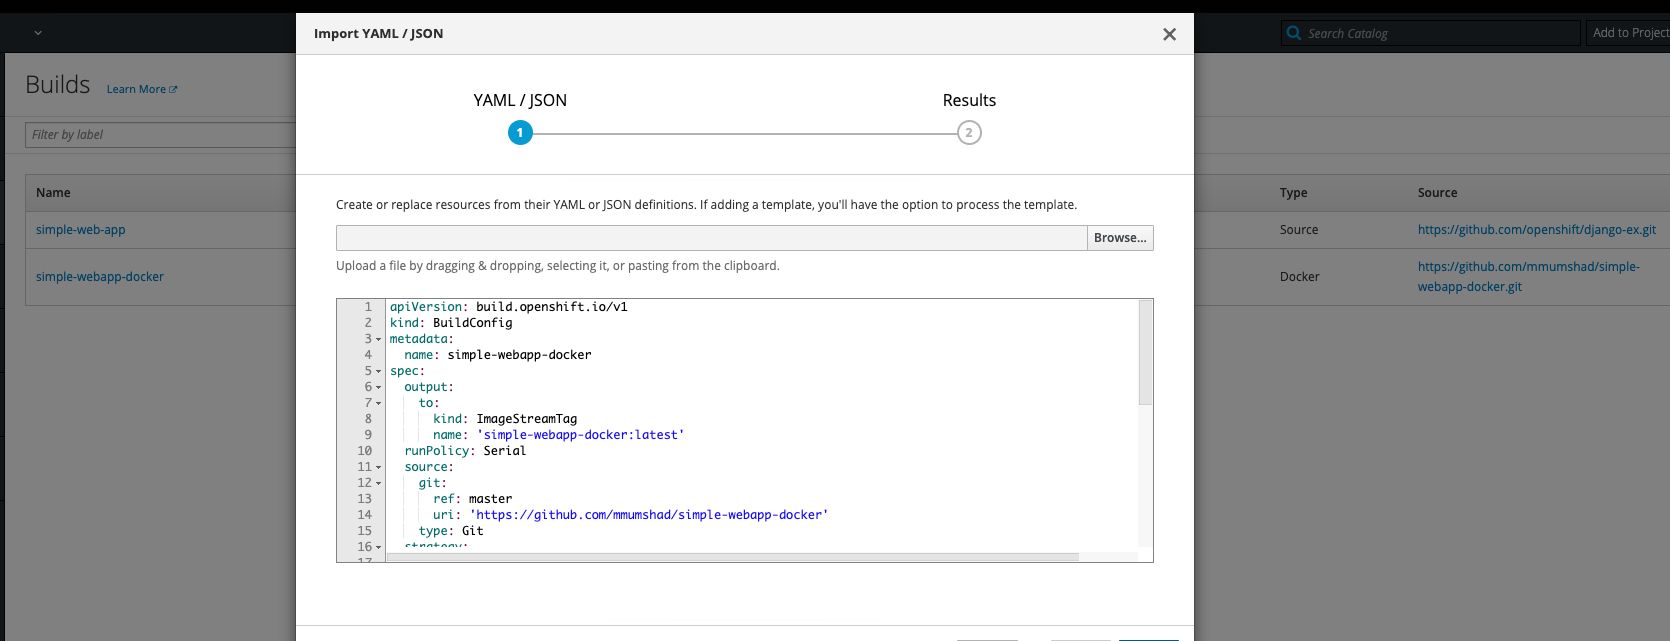 Import YAML / JSON
Search Catalog
Add to Project
Builds
Learn More
YAML / JSON
Results
1
2
Filter by label
Name
Type
Source
Create or replace resources from their YAML or JSON definitions. If adding a template, you'll have the option to process the template.
simple-web-app
Source
https://github.com/openshift/django-ex.git
Browse...
Upload a file by dragging & dropping, selecting it, or pasting from the clipboard.
simple-webapp-docker
Docker
https://github.com/mmumshad/simple-
webapp-docker.git
1 apiVersion: build.openshift.io/v1
2 kind: BuildConfig
3 metadata:
4 name: simple-webapp-docker
5 spec:
6 output:
7 to:
8 kind: ImageStreamTag
9 name: 'simple-webapp-docker:latest'
10 runPolicy: Serial
11 source:
12 git:
13 ref: master
14 uri: 'https://github.com/mmumshad/simple-webapp-docker'
15 type: Git
16 strategy:
17